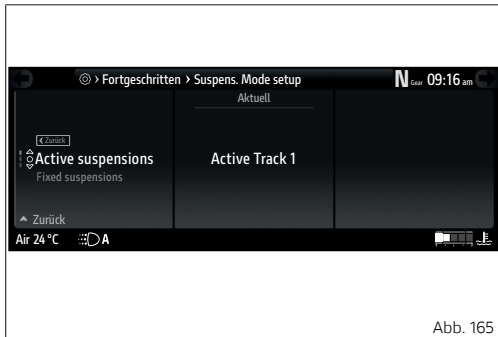 Fortgeschritten › Suspens. Mode setup
N Gear 09:16 am
Aktuell
Zurück
Active suspensions
Fixed suspensions
Active Track 1
Zurück
Air 24 °C
A
Abb. 165